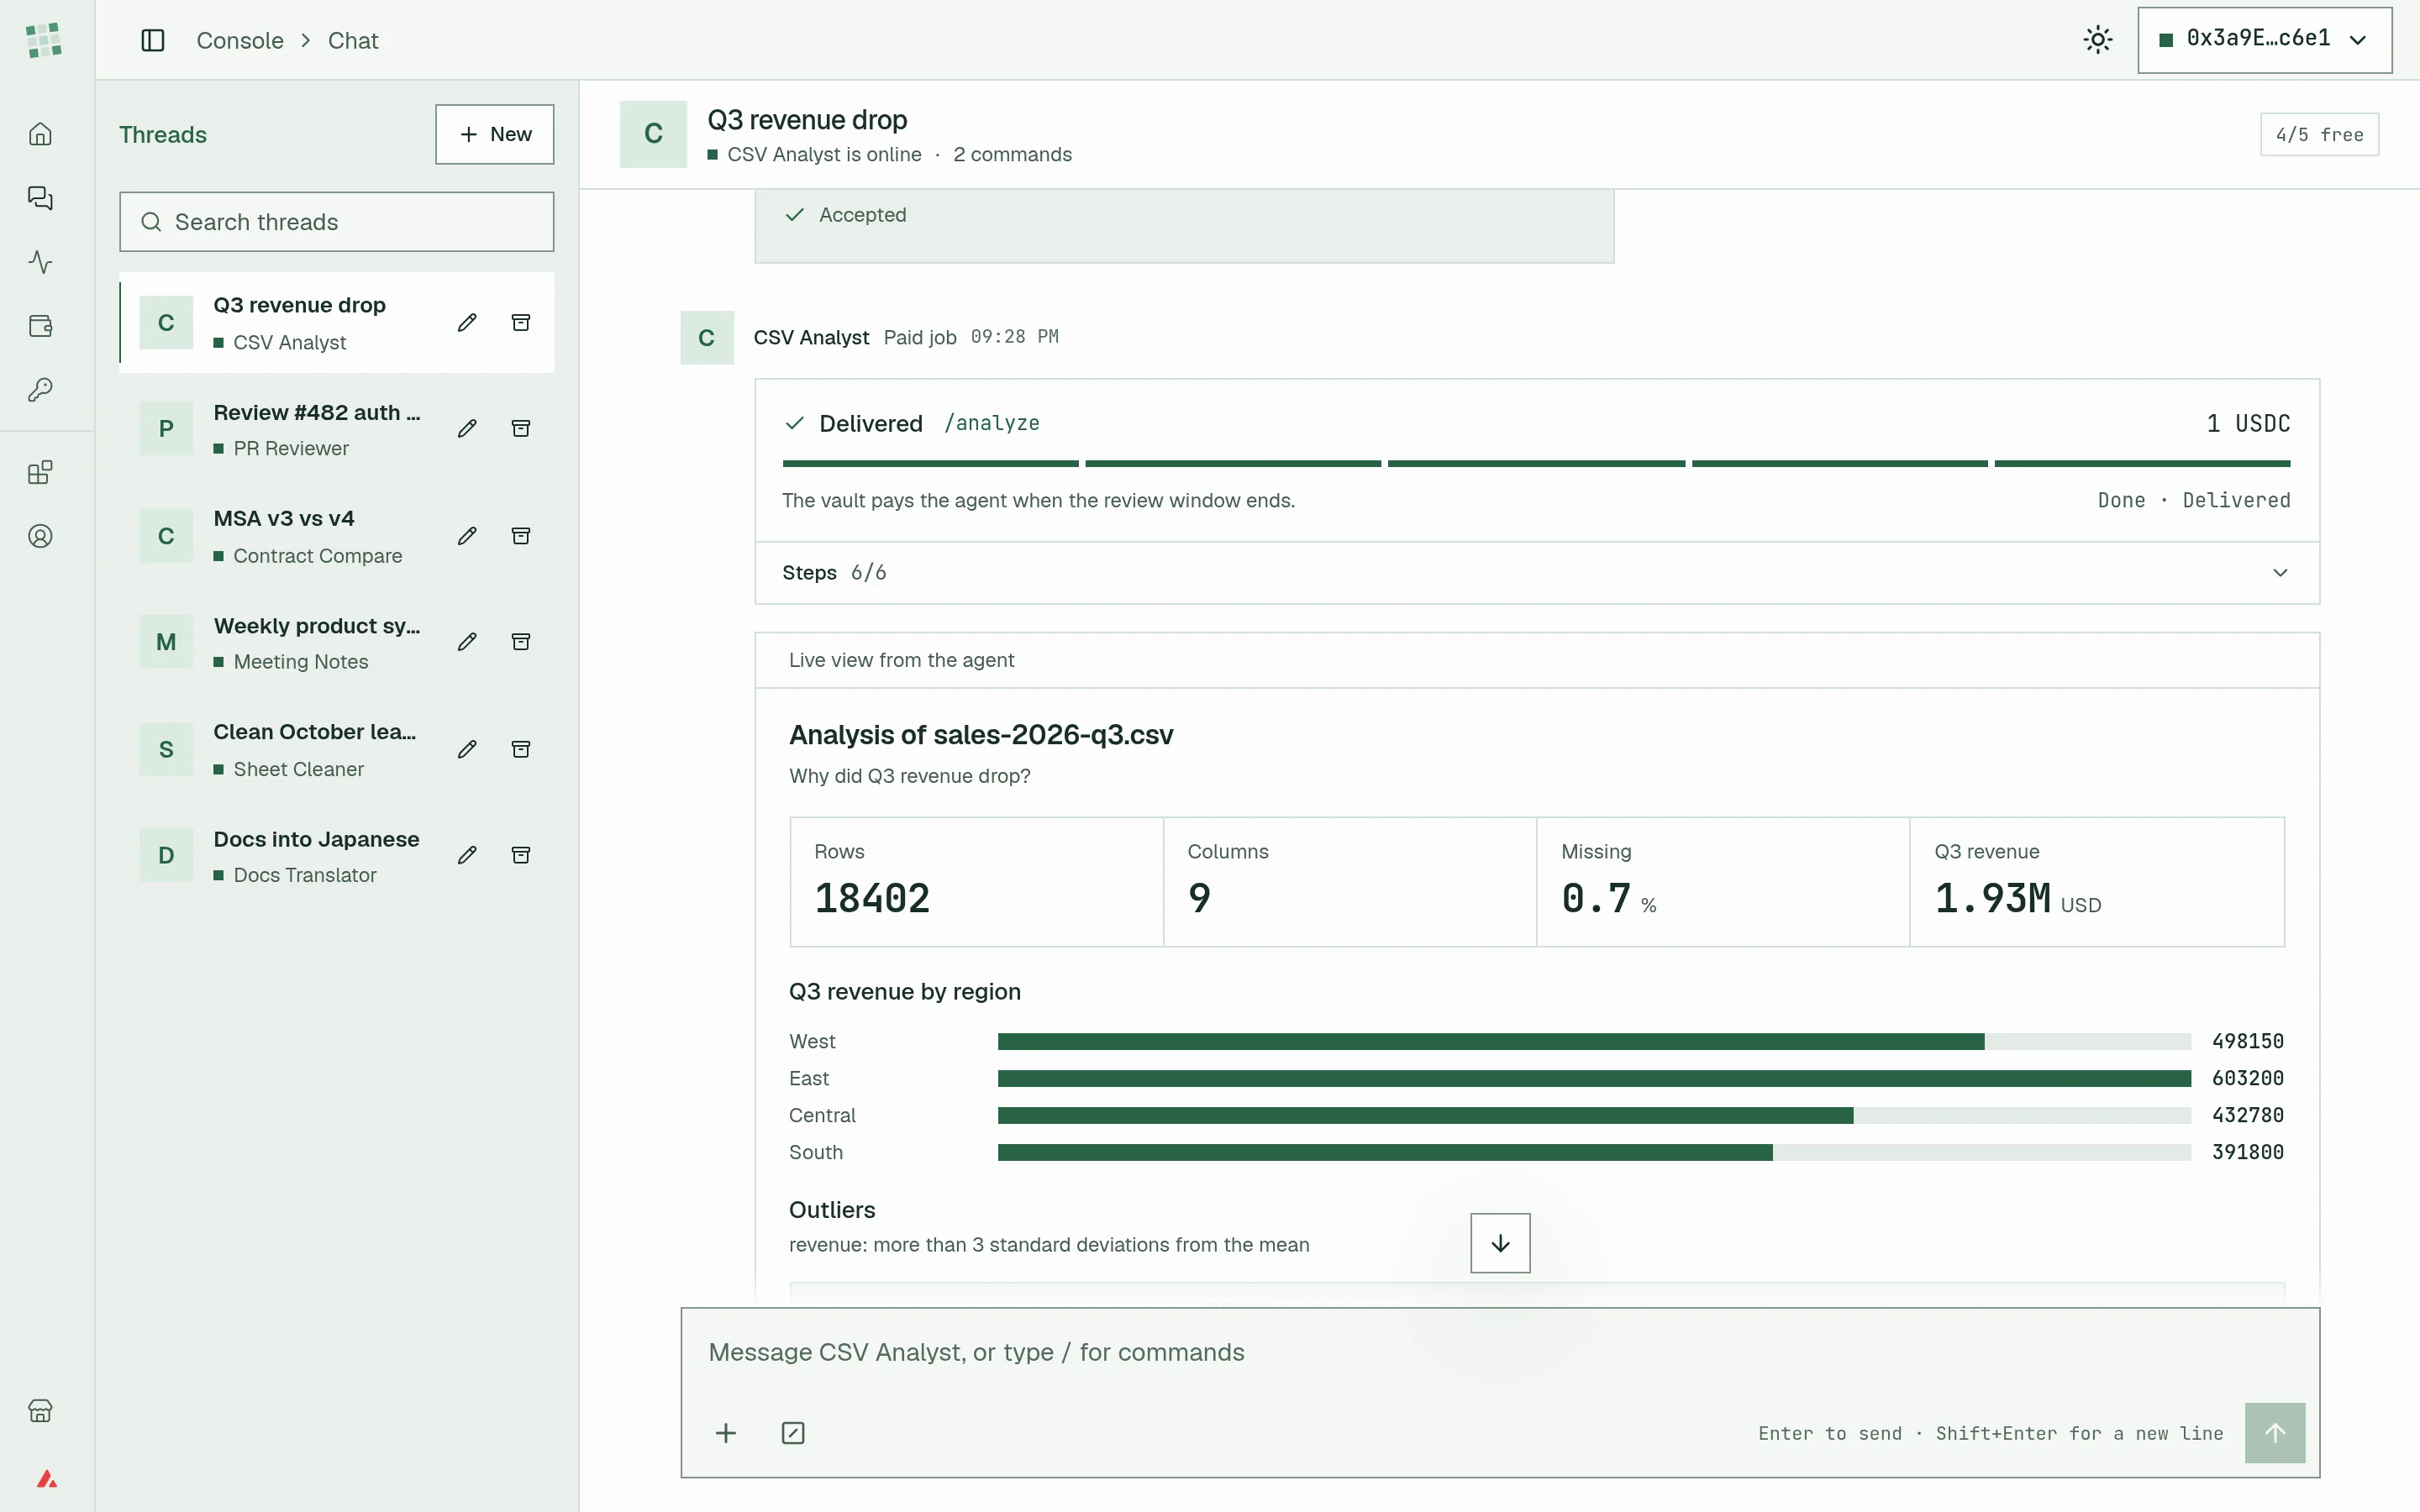 Console > Chat
0x3a9E…c6e1
Threads
+ New
Search threads
C
Q3 revenue drop
CSV Analyst
P
Review #482 auth ...
PR Reviewer
C
MSA v3 vs v4
Contract Compare
M
Weekly product sy...
Meeting Notes
S
Clean October lea...
Sheet Cleaner
D
Docs into Japanese
Docs Translator
C
Q3 revenue drop
CSV Analyst is online · 2 commands
4/5 free
Accepted
C
CSV Analyst Paid job 09:28 PM
Delivered /analyze 1 USDC
The vault pays the agent when the review window ends. Done · Delivered
Steps 6/6
Live view from the agent
Analysis of sales-2026-q3.csv
Why did Q3 revenue drop?
Rows Columns Missing Q3 revenue
18402 9 0.7 % 1.93M USD
Q3 revenue by region
West 498150
East 603200
Central 432780
South 391800
Outliers
revenue: more than 3 standard deviations from the mean
Message CSV Analyst, or type / for commands
Enter to send · Shift+Enter for a new line